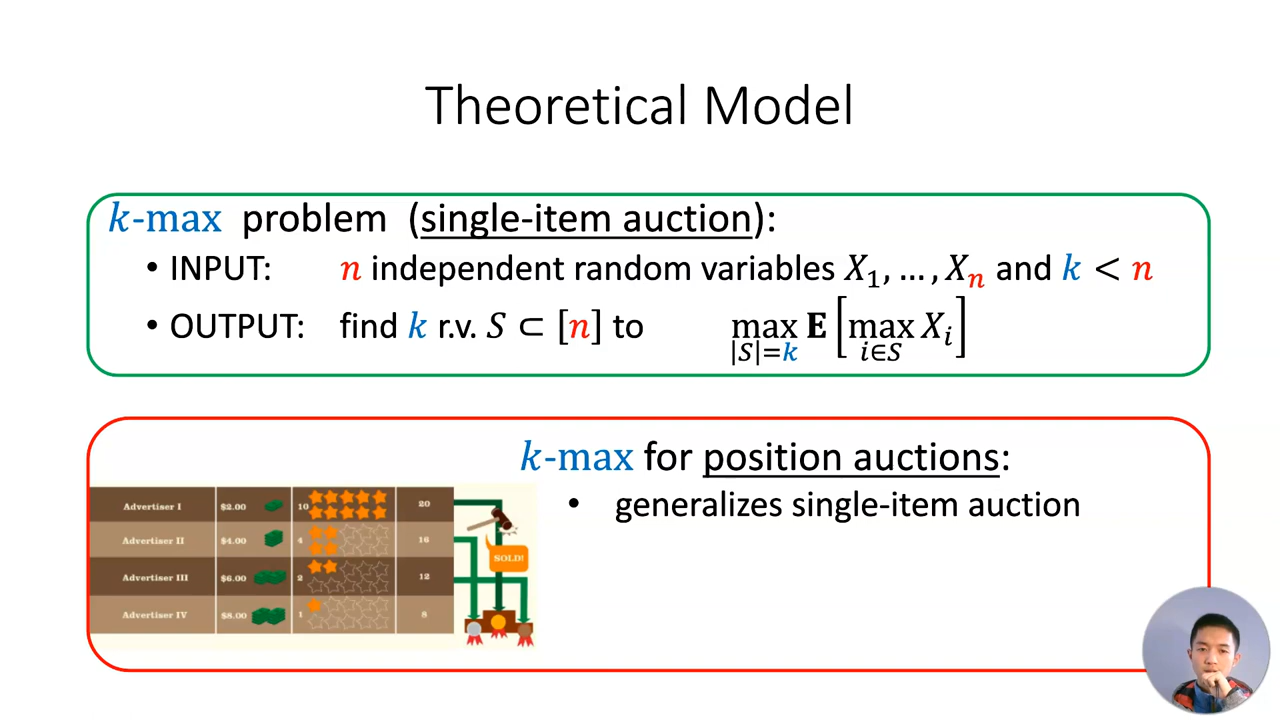 Theoretical Model
k-max problem (single-item auction):
• INPUT: n independent random variables X₁, … , Xₙ and k < n
• OUTPUT: find k r.v. S ⊂ [n] to max |S|=k E [max i∈S Xᵢ]
k-max for position auctions:
• generalizes single-item auction
Advertiser I $2.00 10 20
Advertiser II $4.00 4 16
Advertiser III $6.00 2 12
Advertiser IV $8.00 1 8
SOLD!